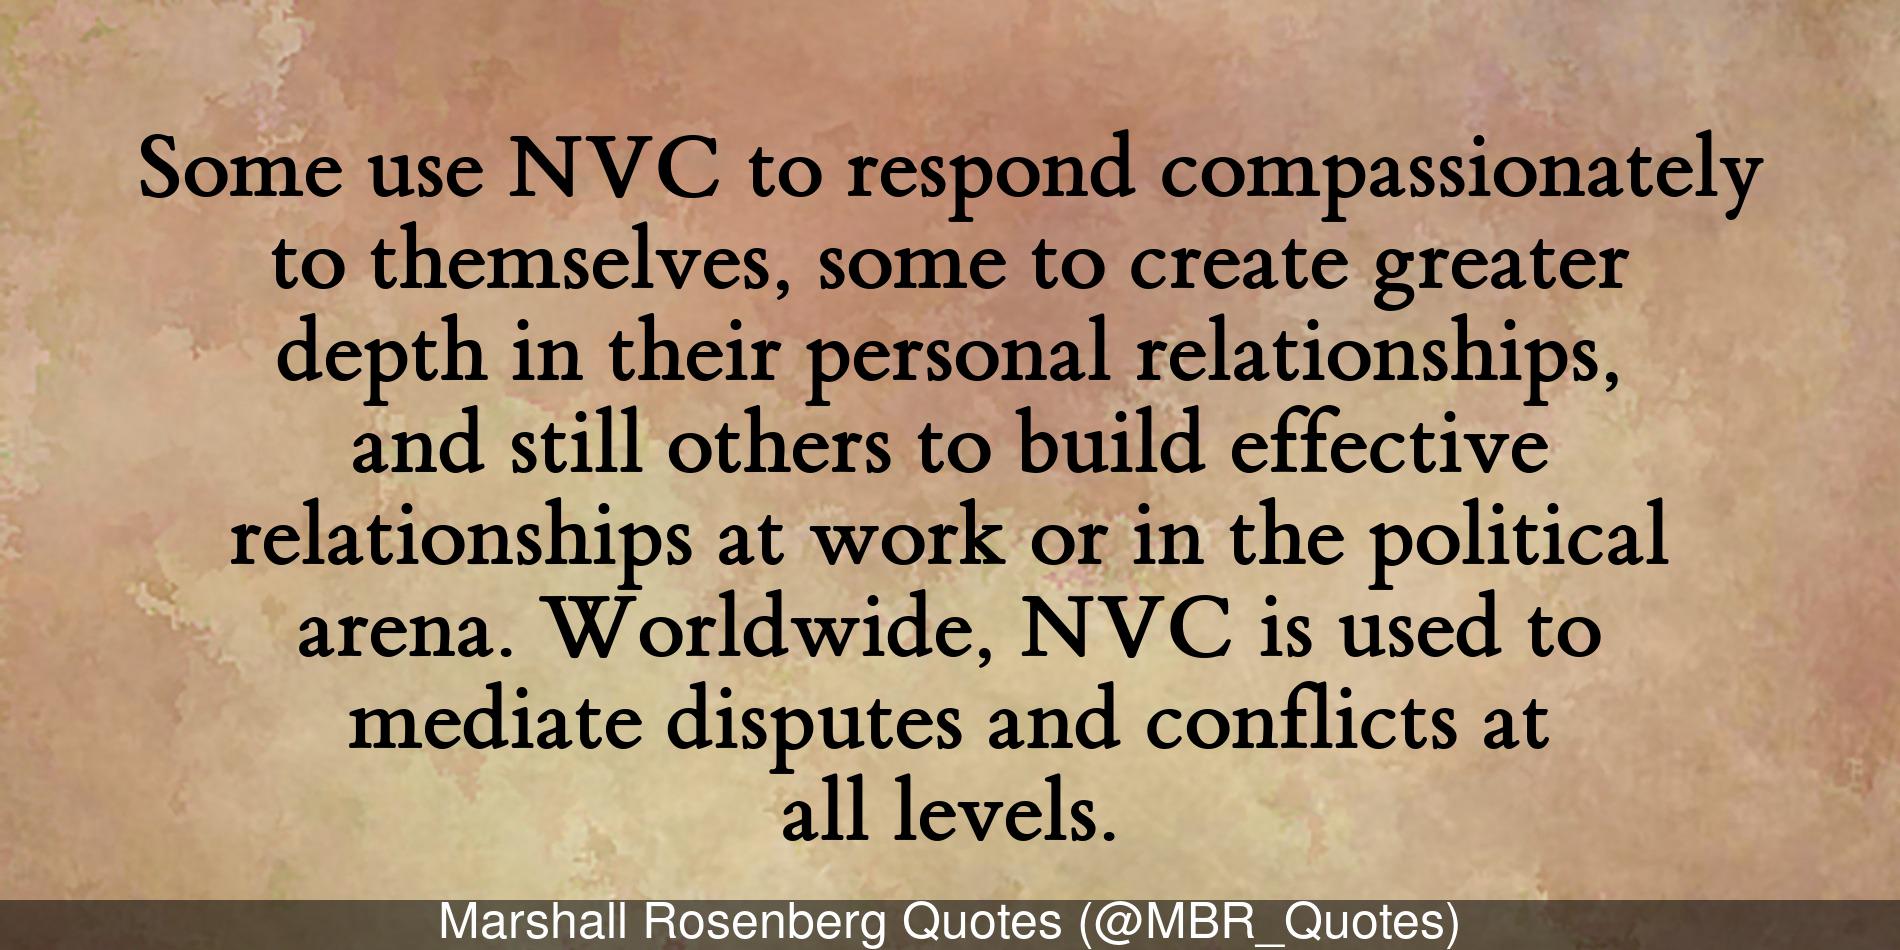 Some use NVC to respond compassionately
to themselves, some to create greater
depth in their personal relationships,
and still others to build effective
relationships at work or in the political
arena. Worldwide, NVC is used to
mediate disputes and conflicts at
all levels.
Marshall Rosenberg Quotes (@MBR_Quotes)